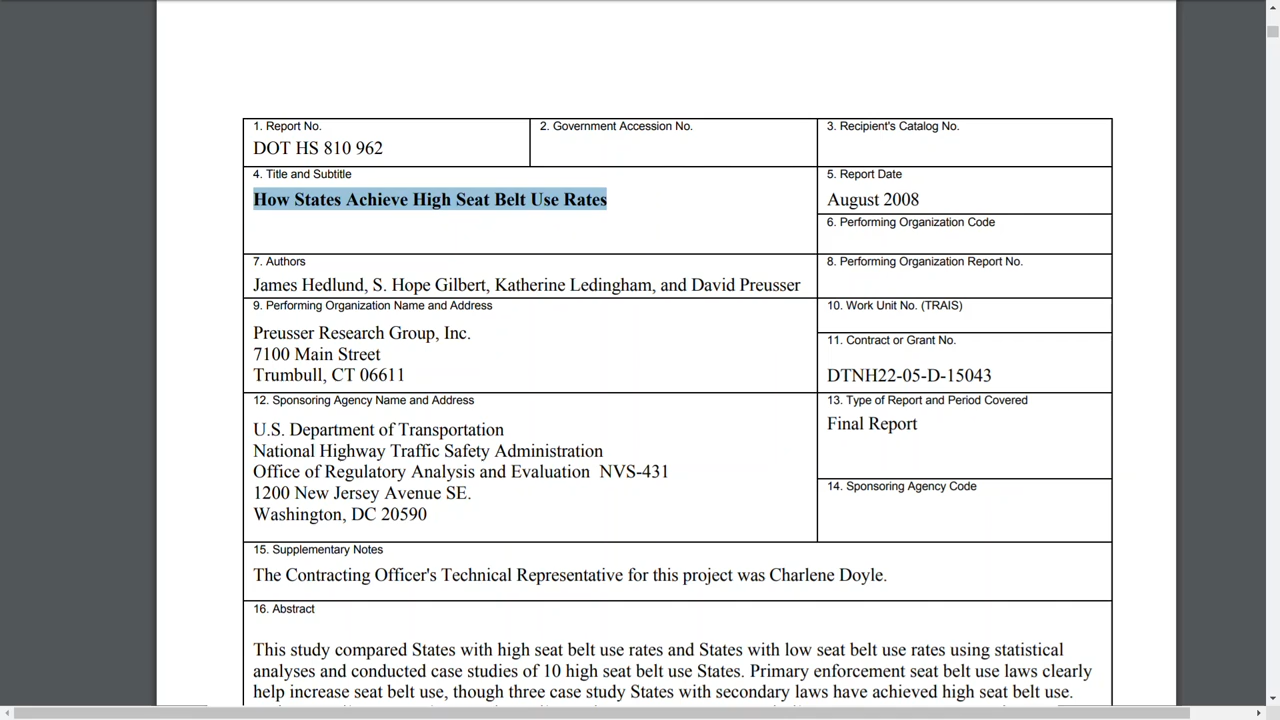 1. Report No.
DOT HS 810 962
2. Government Accession No.
3. Recipient's Catalog No.
4. Title and Subtitle
How States Achieve High Seat Belt Use Rates
5. Report Date
August 2008
6. Performing Organization Code
7. Authors
James Hedlund, S. Hope Gilbert, Katherine Ledingham, and David Preusser
8. Performing Organization Report No.
9. Performing Organization Name and Address
Preusser Research Group, Inc.
7100 Main Street
Trumbull, CT 06611
10. Work Unit No. (TRAIS)
11. Contract or Grant No.
DTNH22-05-D-15043
12. Sponsoring Agency Name and Address
U.S. Department of Transportation
National Highway Traffic Safety Administration
Office of Regulatory Analysis and Evaluation NVS-431
1200 New Jersey Avenue SE.
Washington, DC 20590
13. Type of Report and Period Covered
Final Report
14. Sponsoring Agency Code
15. Supplementary Notes
The Contracting Officer's Technical Representative for this project was Charlene Doyle.
16. Abstract
This study compared States with high seat belt use rates and States with low seat belt use rates using statistical
analyses and conducted case studies of 10 high seat belt use States. Primary enforcement seat belt use laws clearly
help increase seat belt use, though three case study States with secondary laws have achieved high seat belt use.